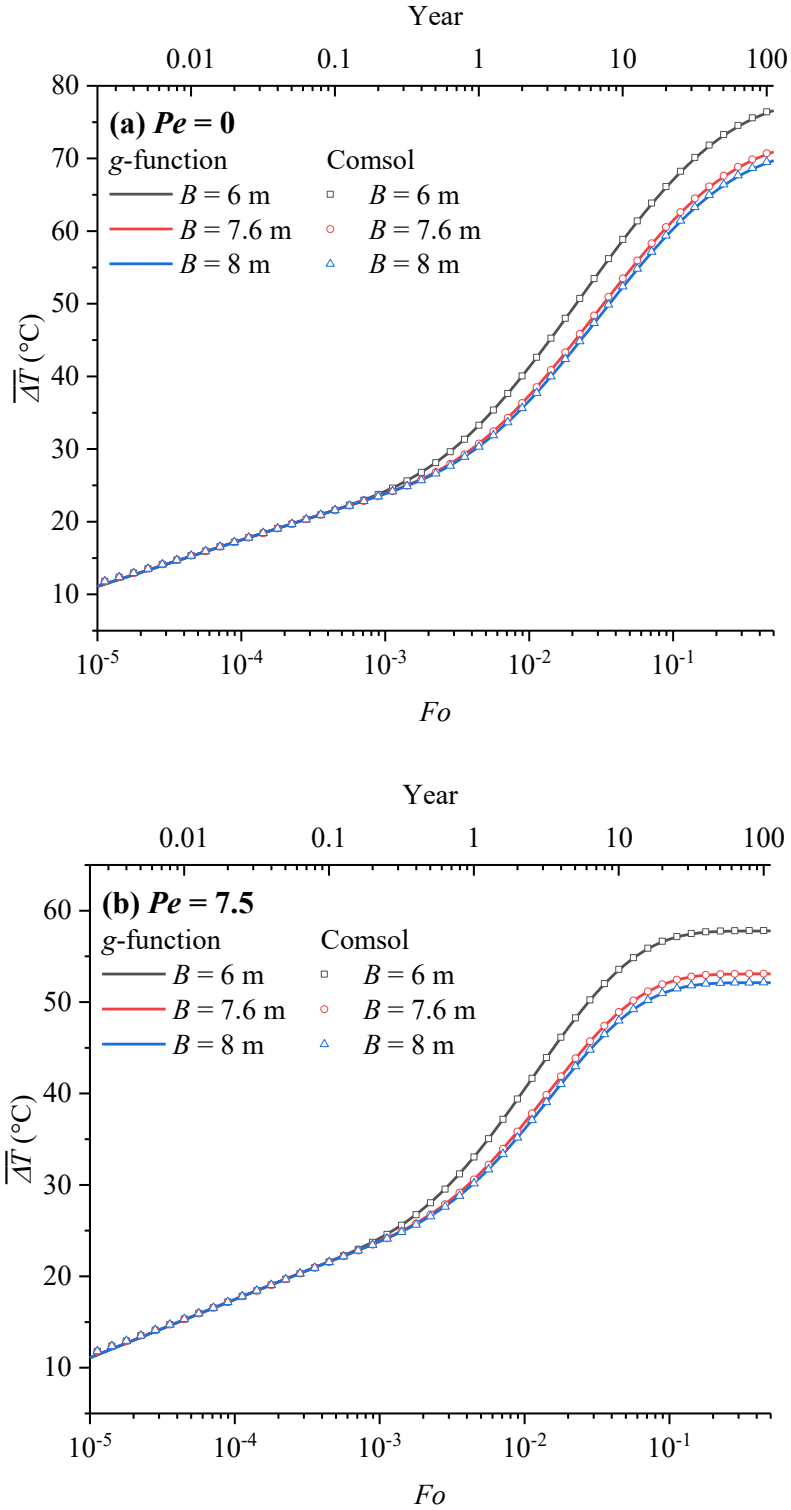 Year
0.01 0.1 1 10 100
80
(a) Pe = 0
g-function Comsol
B = 6 m B = 6 m
70
B = 7.6 m B = 7.6 m
B = 8 m B = 8 m
60
50
40
30
20
10
ΔT (°C)
10⁻⁵ 10⁻⁴ 10⁻³ 10⁻² 10⁻¹
Fo
Year
0.01 0.1 1 10 100
(b) Pe = 7.5
60
g-function Comsol
B = 6 m B = 6 m
B = 7.6 m B = 7.6 m
50
B = 8 m B = 8 m
40
30
20
10
ΔT (°C)
10⁻⁵ 10⁻⁴ 10⁻³ 10⁻² 10⁻¹
Fo